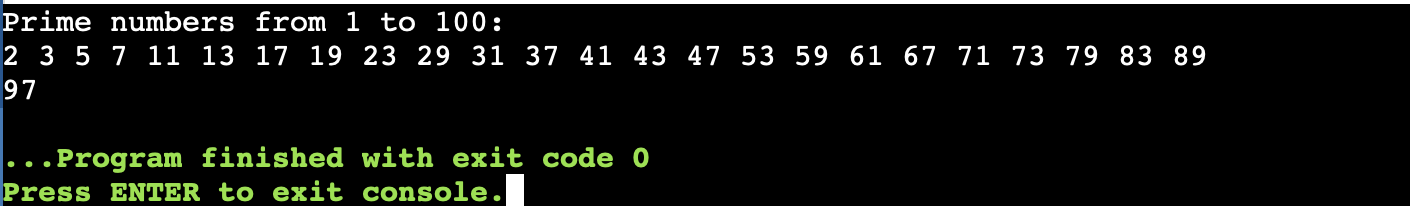 Prime numbers from 1 to 100:
2 3 5 7 11 13 17 19 23 29 31 37 41 43 47 53 59 61 67 71 73 79 83 89
97
...Program finished with exit code 0
Press ENTER to exit console.